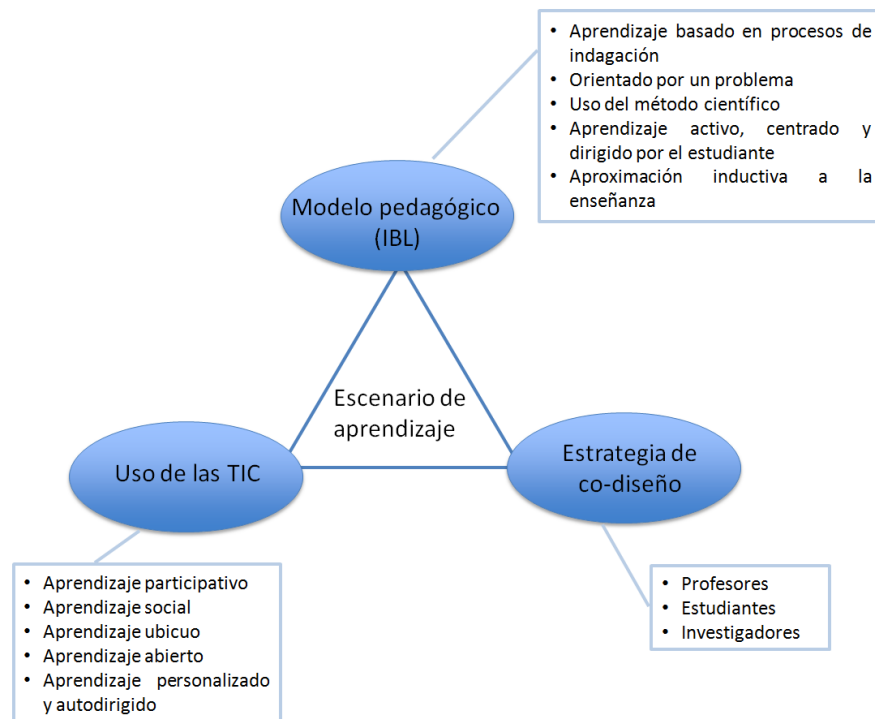 • Aprendizaje basado en procesos de
indagación
• Orientado por un problema
• Uso del método científico
• Aprendizaje activo, centrado y
dirigido por el estudiante
• Aproximación inductiva a la
enseñanza
Modelo pedagógico
(IBL)
Escenario de
aprendizaje
Uso de las TIC
Estrategia de
co-diseño
• Aprendizaje participativo
• Aprendizaje social
• Aprendizaje ubicuo
• Aprendizaje abierto
• Aprendizaje personalizado
y autodirigido
• Profesores
• Estudiantes
• Investigadores